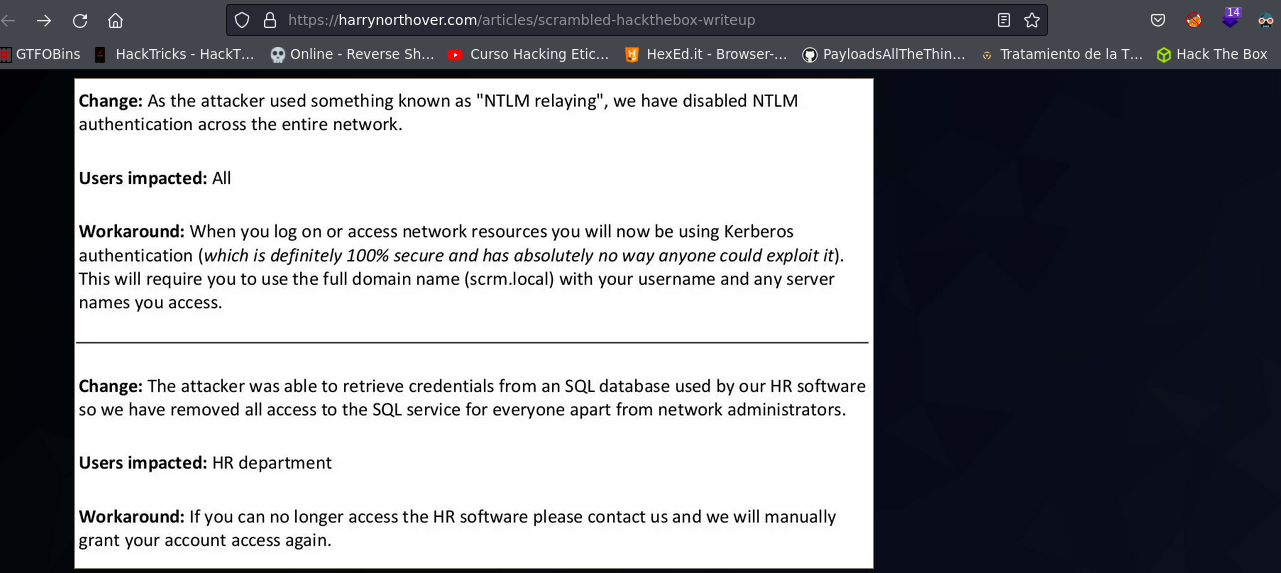 https://harrynorthover.com/articles/scrambled-hackthebox-writeup
14
GTFOBins HackTricks - HackT… Online - Reverse Sh… Curso Hacking Etic… HexEd.it - Browser-… PayloadsAllTheThin… Tratamiento de la T… Hack The Box
Change: As the attacker used something known as "NTLM relaying", we have disabled NTLM
authentication across the entire network.
Users impacted: All
Workaround: When you log on or access network resources you will now be using Kerberos
authentication (which is definitely 100% secure and has absolutely no way anyone could exploit it).
This will require you to use the full domain name (scrm.local) with your username and any server
names you access.
Change: The attacker was able to retrieve credentials from an SQL database used by our HR software
so we have removed all access to the SQL service for everyone apart from network administrators.
Users impacted: HR department
Workaround: If you can no longer access the HR software please contact us and we will manually
grant your account access again.